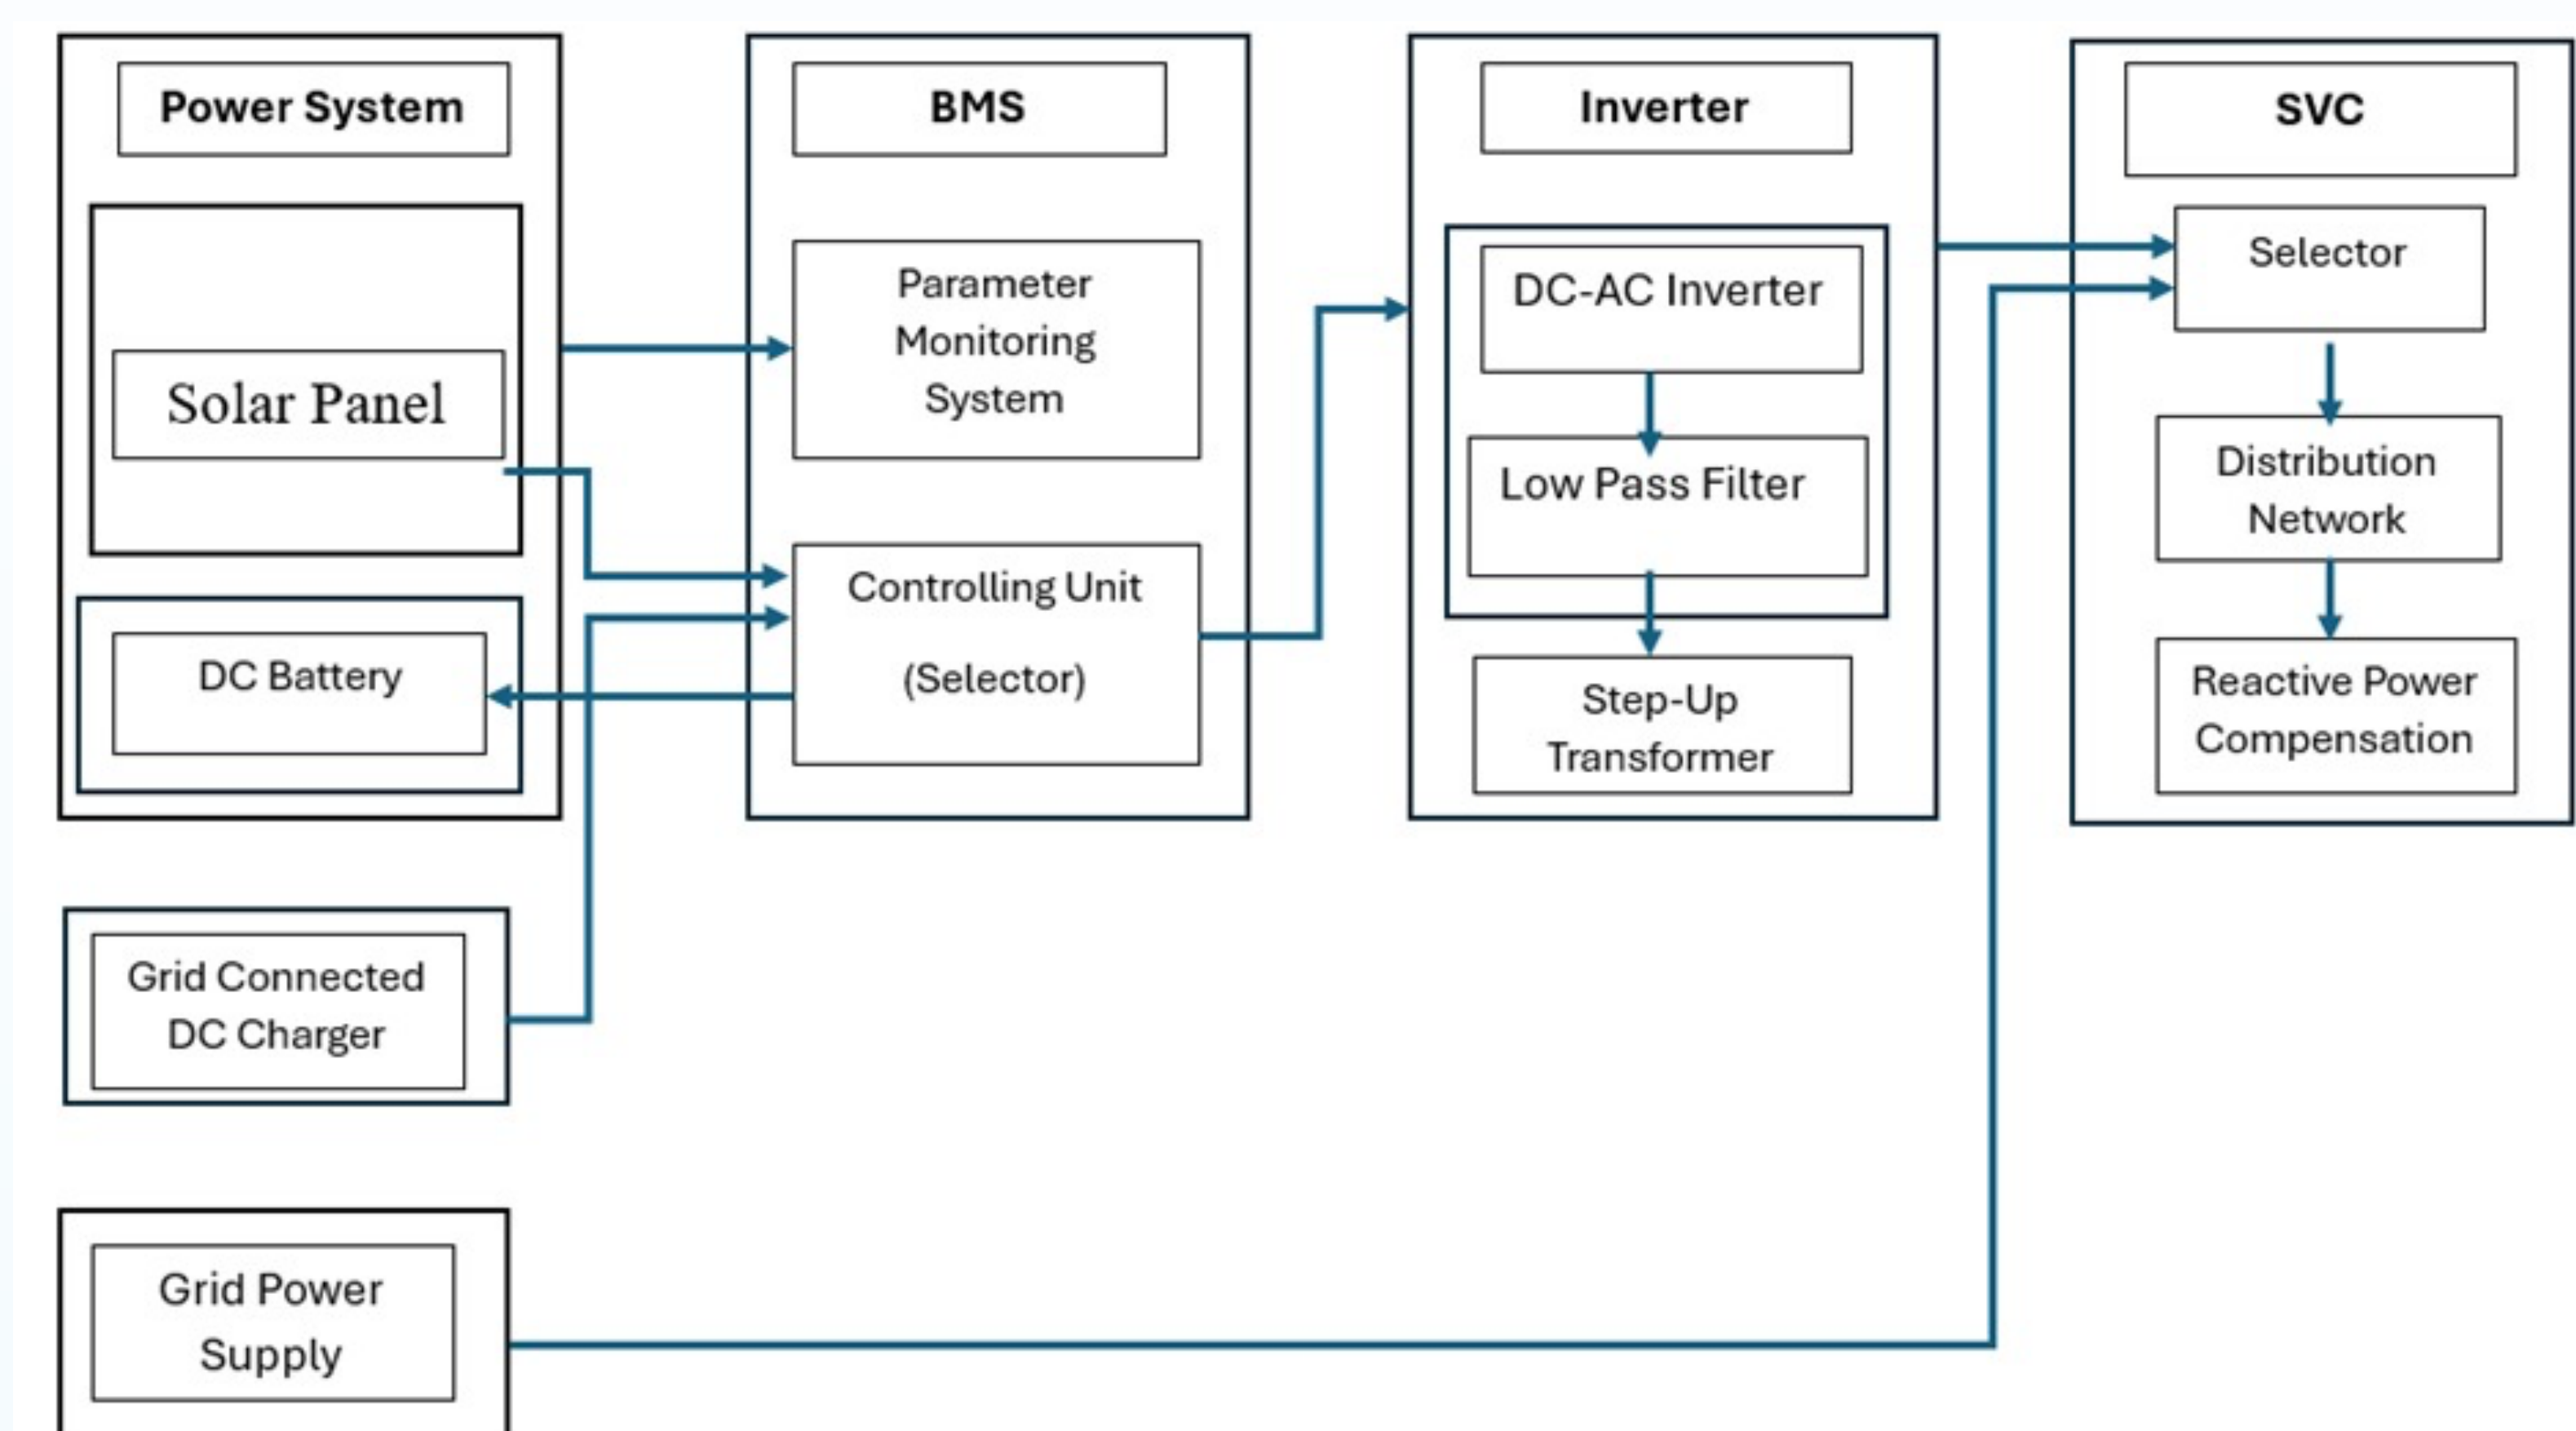 Power System
Solar Panel
DC Battery
Grid Connected
DC Charger
Grid Power
Supply
BMS
Parameter
Monitoring
System
Controlling Unit
(Selector)
Inverter
DC-AC Inverter
Low Pass Filter
Step-Up
Transformer
SVC
Selector
Distribution
Network
Reactive Power
Compensation